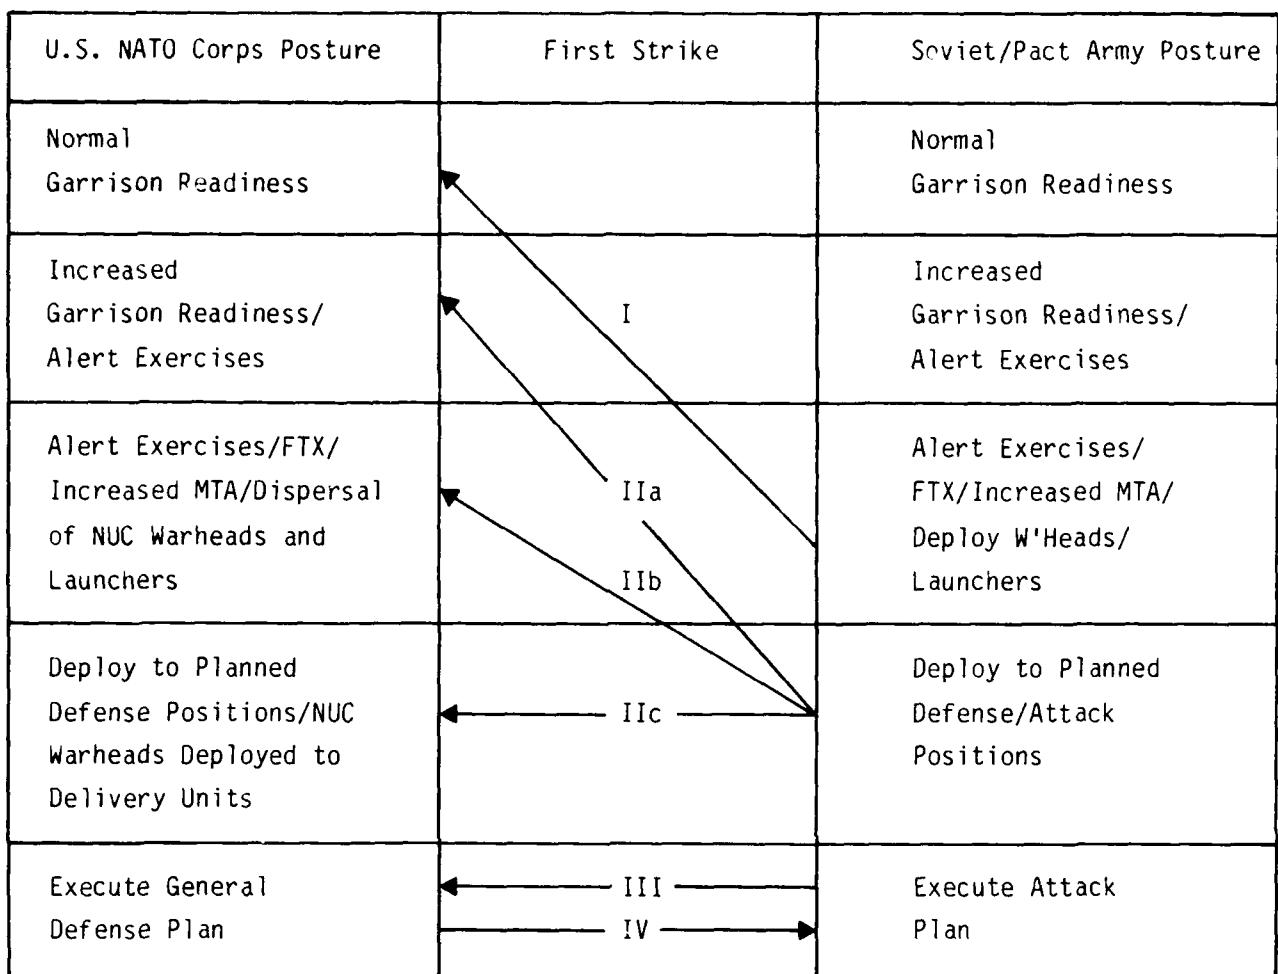 U.S. NATO Corps Posture
First Strike
Soviet/Pact Army Posture
Normal
Garrison Readiness
Normal
Garrison Readiness
Increased
Garrison Readiness/
Alert Exercises
I
Increased
Garrison Readiness/
Alert Exercises
Alert Exercises/FTX/
Increased MTA/Dispersal
of NUC Warheads and
Launchers
IIa
IIb
Alert Exercises/
FTX/Increased MTA/
Deploy W'Heads/
Launchers
Deploy to Planned
Defense Positions/NUC
Warheads Deployed to
Delivery Units
IIc
Deploy to Planned
Defense/Attack
Positions
Execute General
Defense Plan
III
IV
Execute Attack
Plan